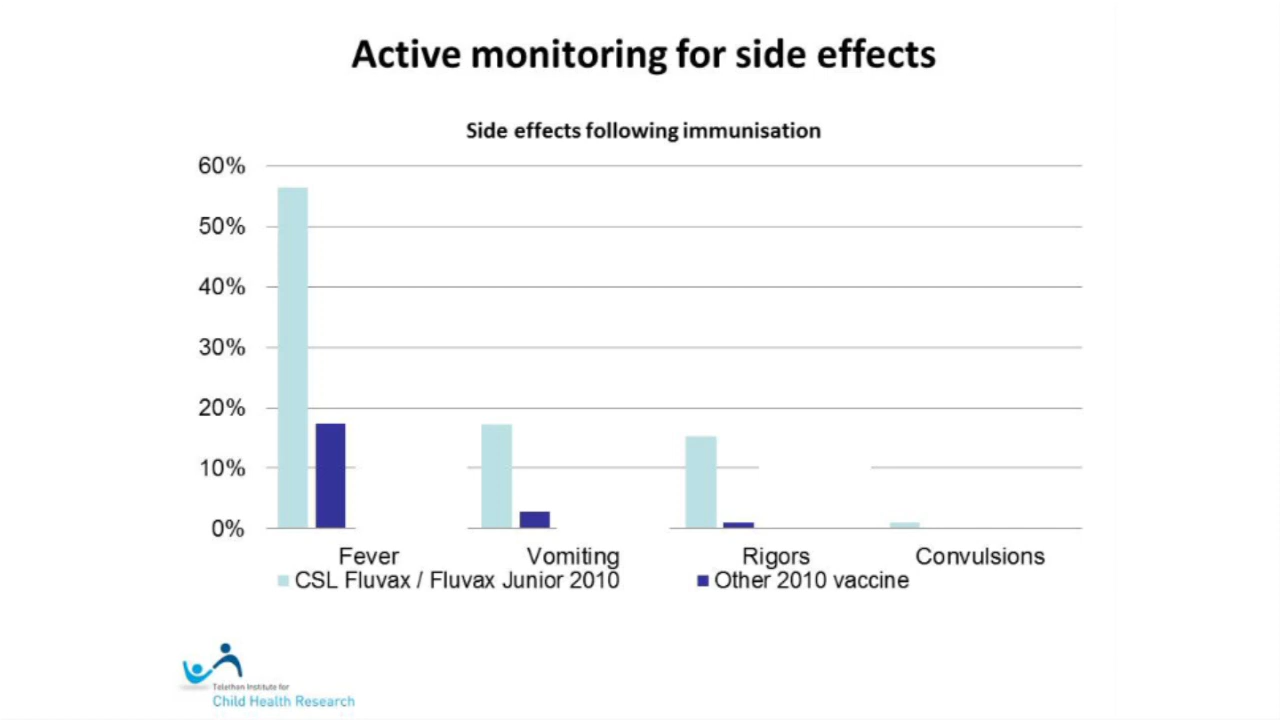 Active monitoring for side effects
Side effects following immunisation
60%
50%
40%
30%
20%
10%
0%
Fever Vomiting Rigors Convulsions
CSL Fluvax / Fluvax Junior 2010 Other 2010 vaccine
Telethon Institute for
Child Health Research